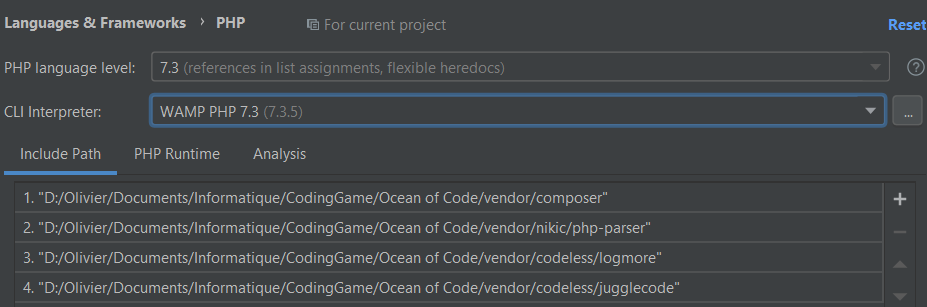 Languages & Frameworks › PHP For current project Reset
PHP language level: 7.3 (references in list assignments, flexible heredocs) ?
CLI Interpreter: WAMP PHP 7.3 (7.3.5) ...
Include Path PHP Runtime Analysis
1. "D:/Olivier/Documents/Informatique/CodingGame/Ocean of Code/vendor/composer"
2. "D:/Olivier/Documents/Informatique/CodingGame/Ocean of Code/vendor/nikic/php-parser"
3. "D:/Olivier/Documents/Informatique/CodingGame/Ocean of Code/vendor/codeless/logmore"
4. "D:/Olivier/Documents/Informatique/CodingGame/Ocean of Code/vendor/codeless/jugglecode"